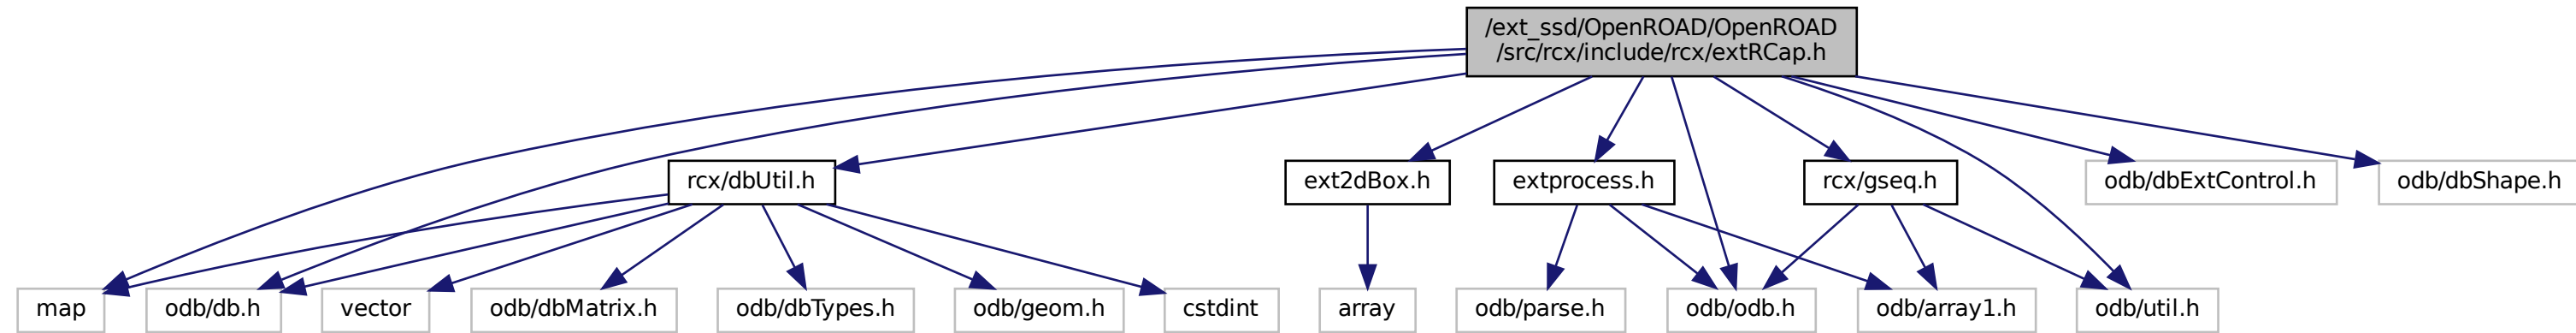 /ext_ssd/OpenROAD/OpenROAD
/src/rcx/include/rcx/extRCap.h
rcx/dbUtil.h
ext2dBox.h
extprocess.h
rcx/gseq.h
odb/dbExtControl.h
odb/dbShape.h
map
odb/db.h
vector
odb/dbMatrix.h
odb/dbTypes.h
odb/geom.h
cstdint
array
odb/parse.h
odb/odb.h
odb/array1.h
odb/util.h